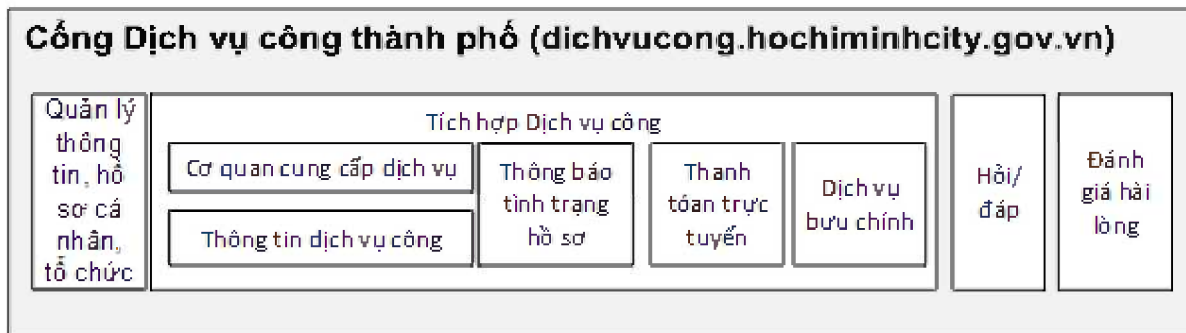 Cổng Dịch vụ công thành phố (dichvucong.hochiminhcity.gov.vn)
Quản lý
thông
tin, hồ
sơ cá
nhân,
tổ chức
Tích hợp Dịch vụ công
Cơ quan cung cấp dịch vụ
Thông tin dịch vụ công
Thông báo
tình trạng
hồ sơ
Thanh
tóan trực
tuyến
Dịch vụ
bưu chính
Hỏi/
đáp
Đánh
giá hài
lòng